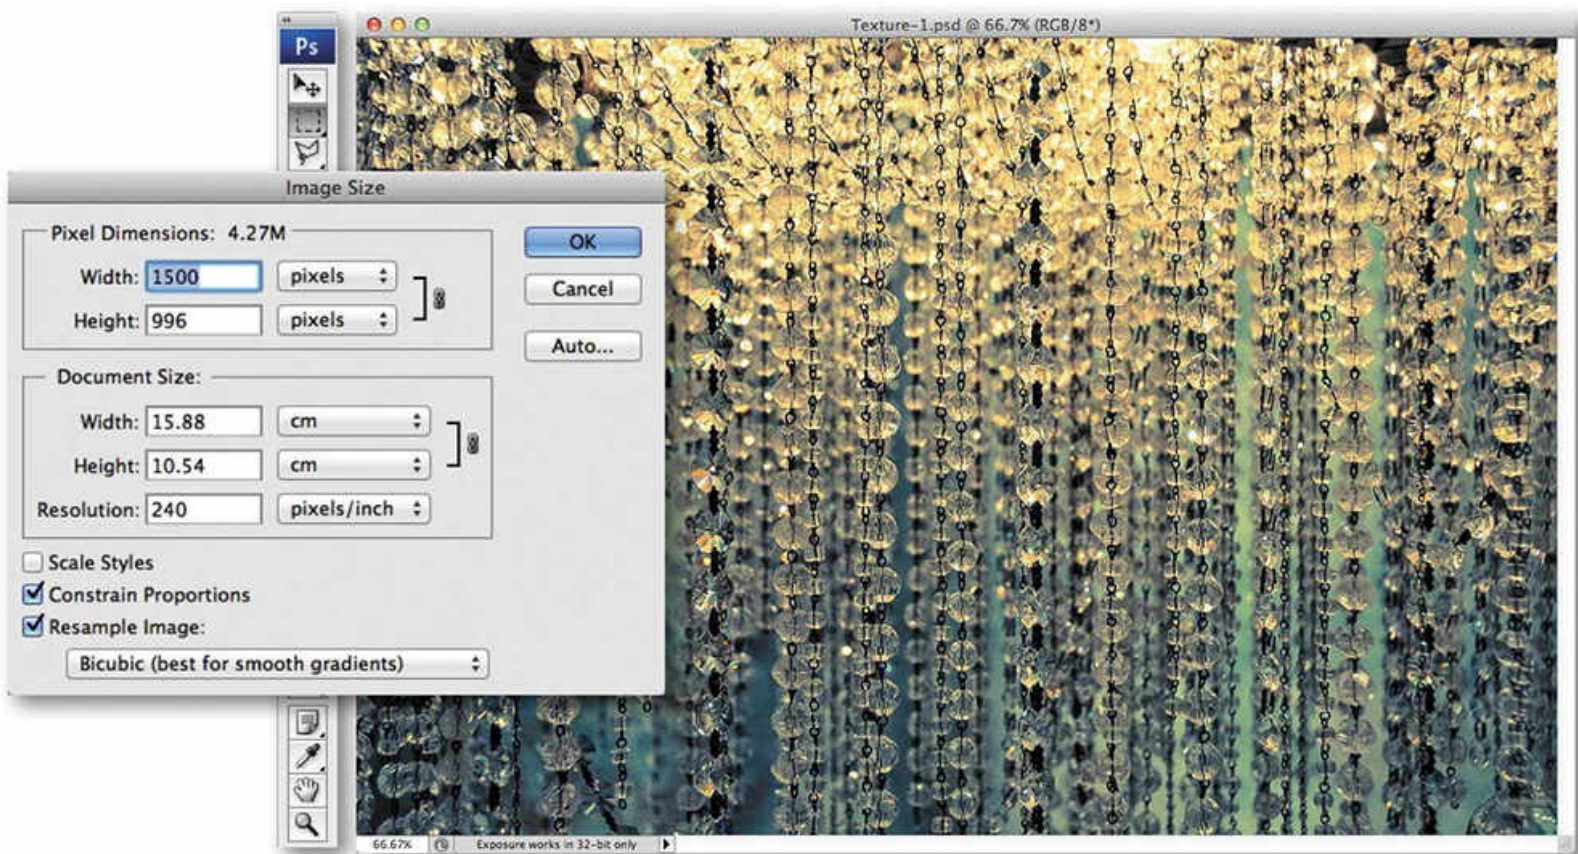 Texture-1.psd @ 66.7% (RGB/8*)
Ps
Image Size
Pixel Dimensions: 4.27M
Width: 1500 pixels
Height: 996 pixels
OK
Cancel
Auto...
Document Size:
Width: 15.88 cm
Height: 10.54 cm
Resolution: 240 pixels/inch
Scale Styles
Constrain Proportions
Resample Image:
Bicubic (best for smooth gradients)
66.67% Exposure works in 32-bit only